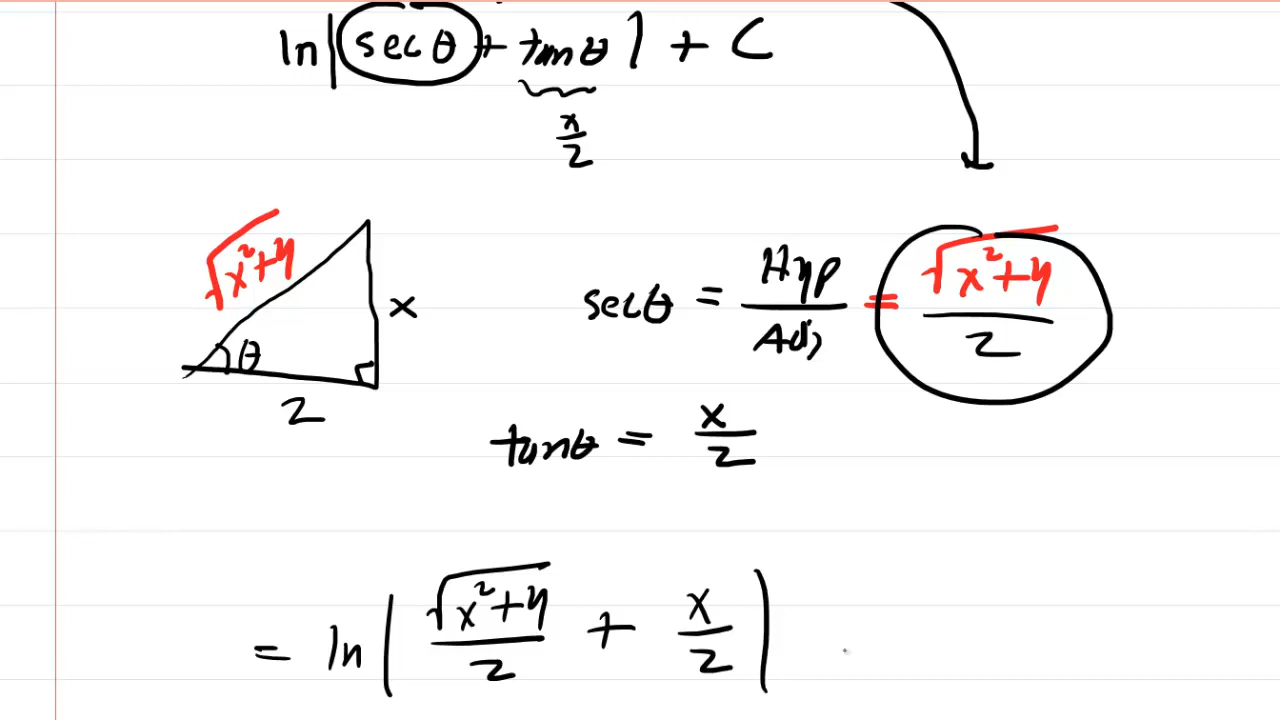 ln|secθ + tanθ| + C
x/2
√(x²+4)
x
secθ = Hyp/Adj = √(x²+4)/2
θ
2
tanθ = x/2
= ln|√(x²+4)/2 + x/2|